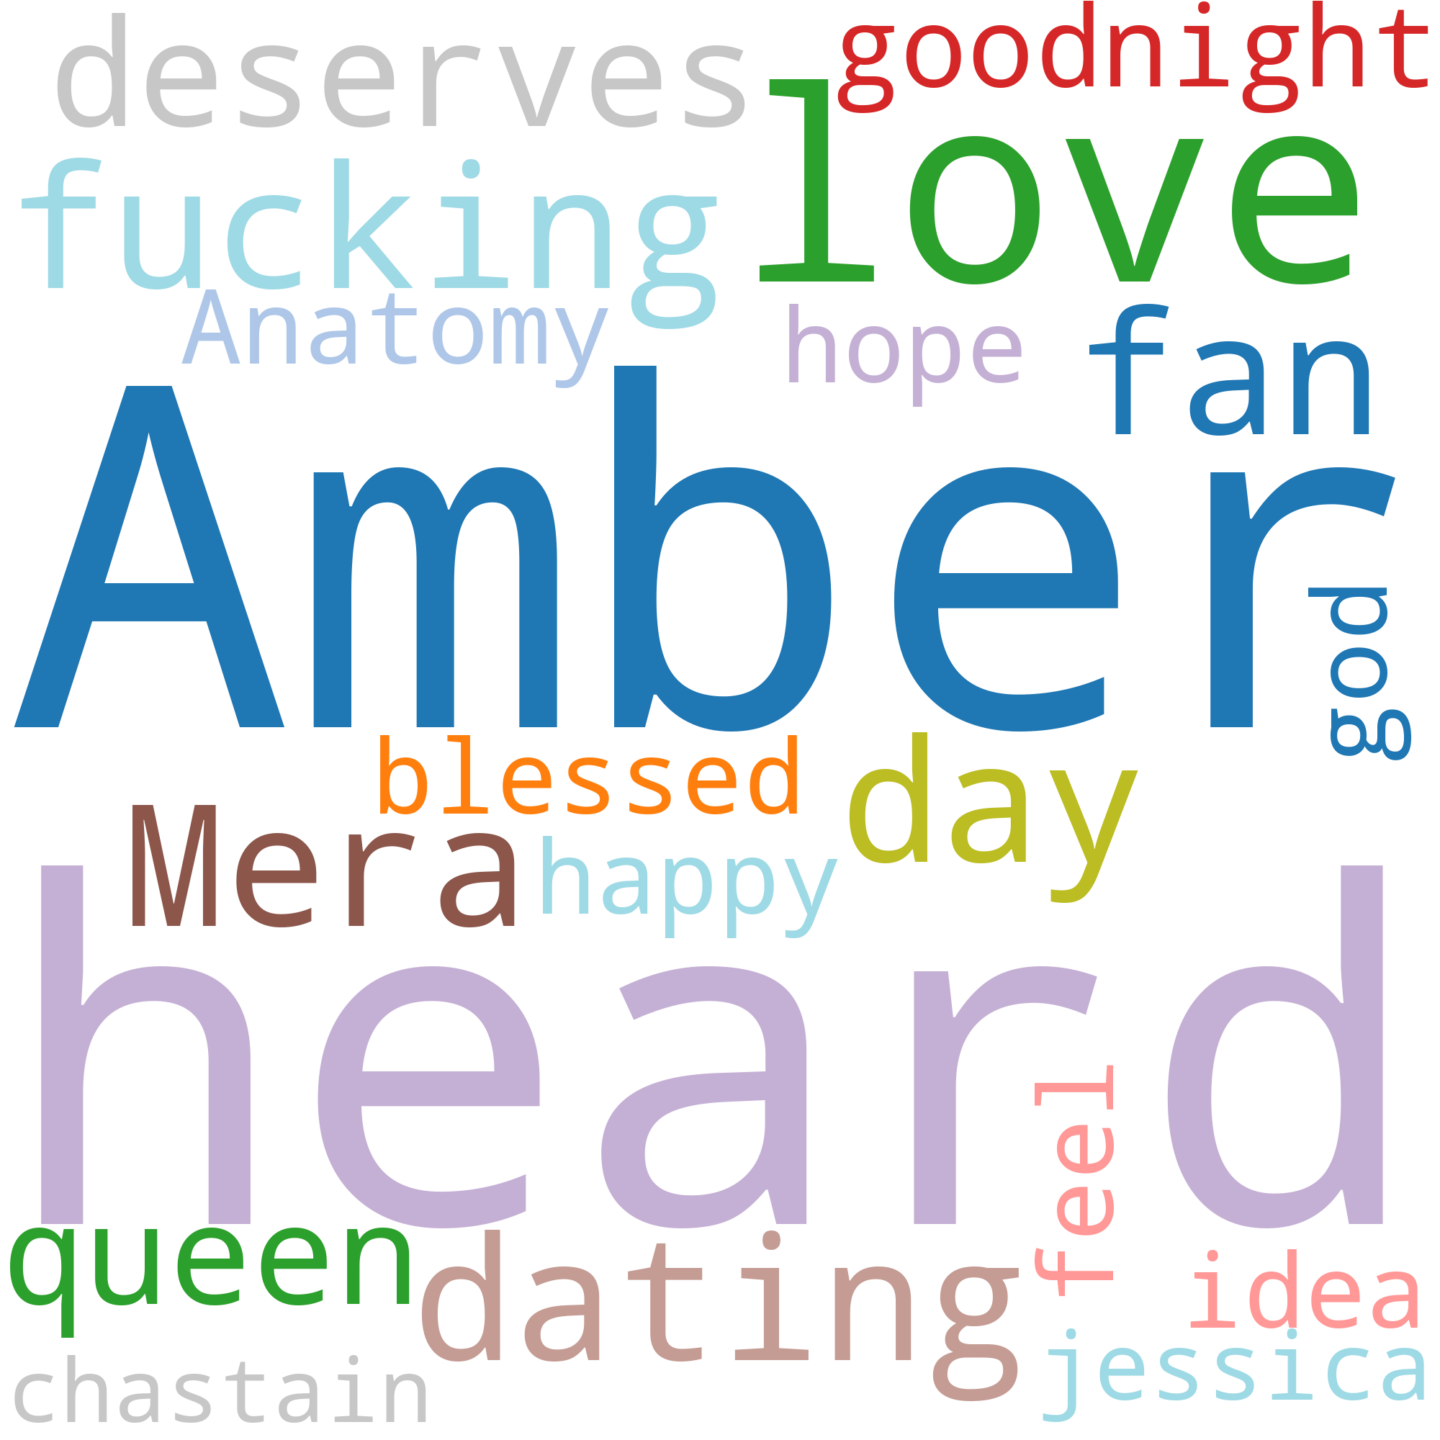 deserves
goodnight
love
fucking
Anatomy
hope
fan
Amber
god
blessed
day
Mera
happy
heard
feel
queen
dating
idea
jessica
chastain